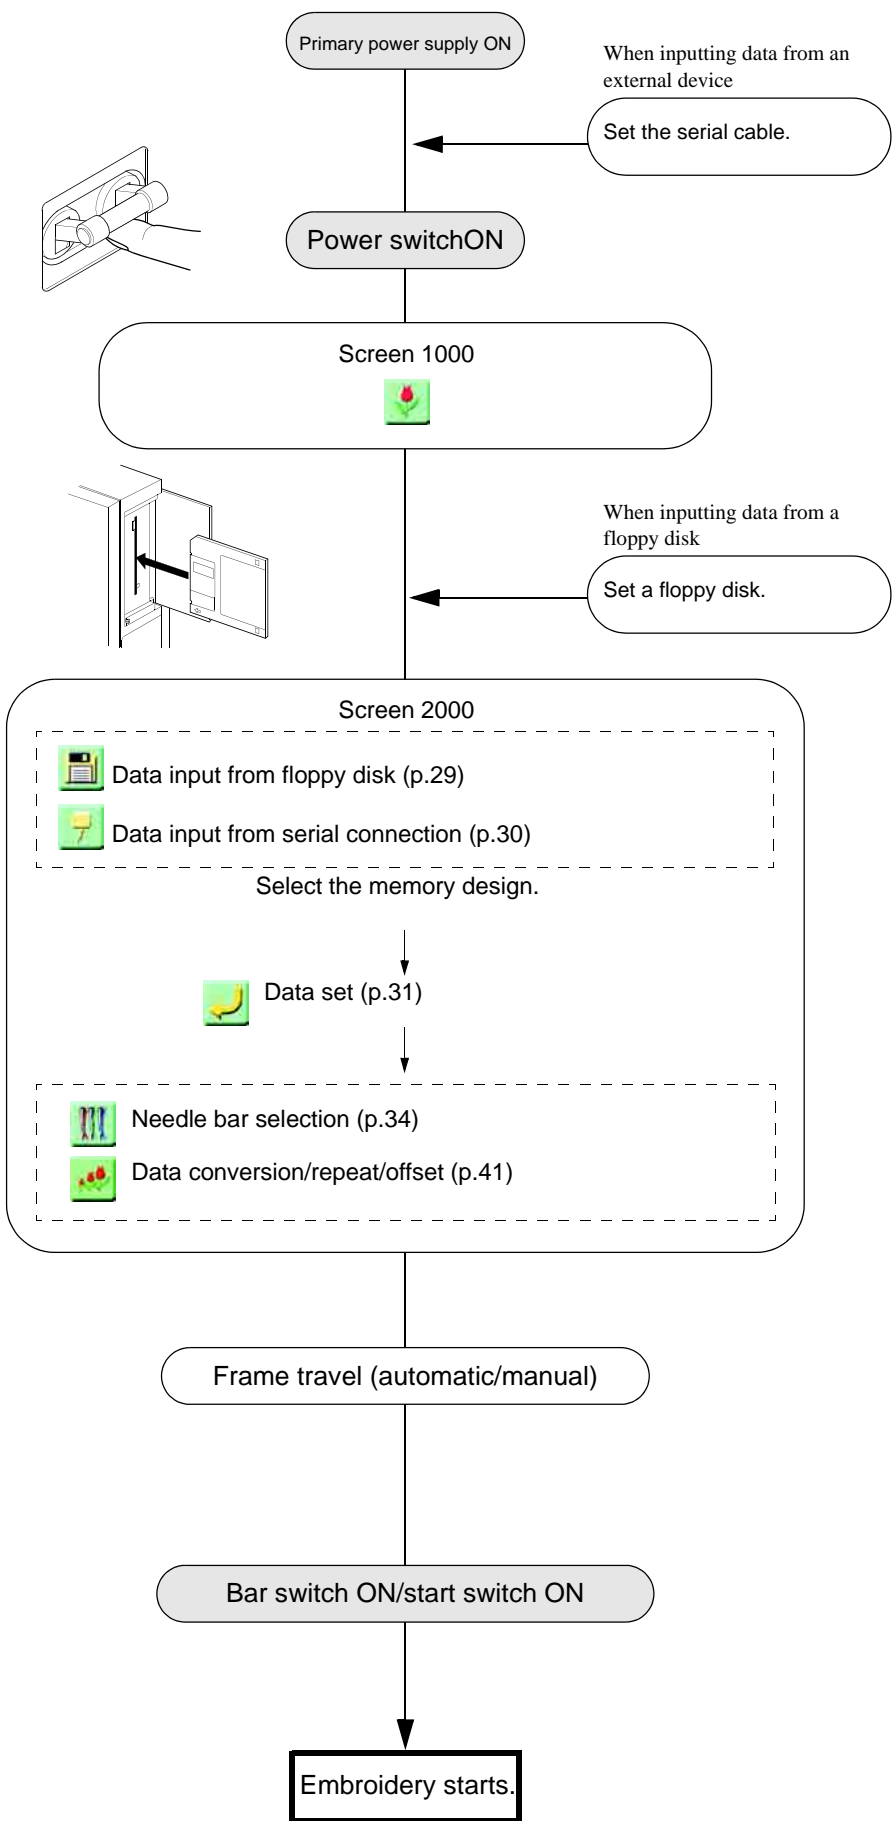 Primary power supply ON
When inputting data from an
external device
Set the serial cable.
Power switchON
Screen 1000
When inputting data from a
floppy disk
Set a floppy disk.
Screen 2000
Data input from floppy disk (p.29)
Data input from serial connection (p.30)
Select the memory design.
Data set (p.31)
Needle bar selection (p.34)
Data conversion/repeat/offset (p.41)
Frame travel (automatic/manual)
Bar switch ON/start switch ON
Embroidery starts.